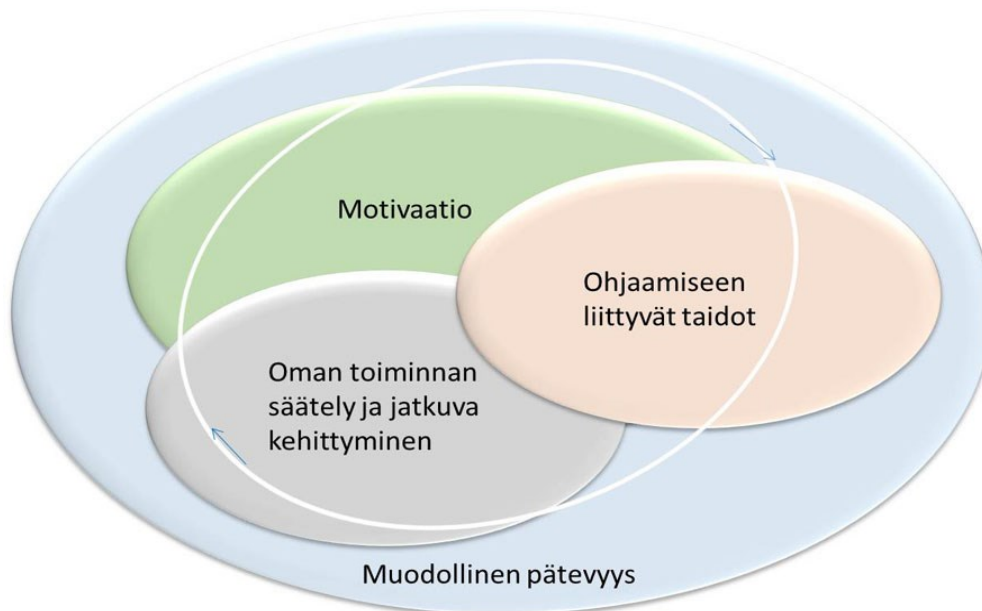 Motivaatio
Ohjaamiseen
liittyvät taidot
Oman toiminnan
säätely ja jatkuva
kehittyminen
Muodollinen pätevyys